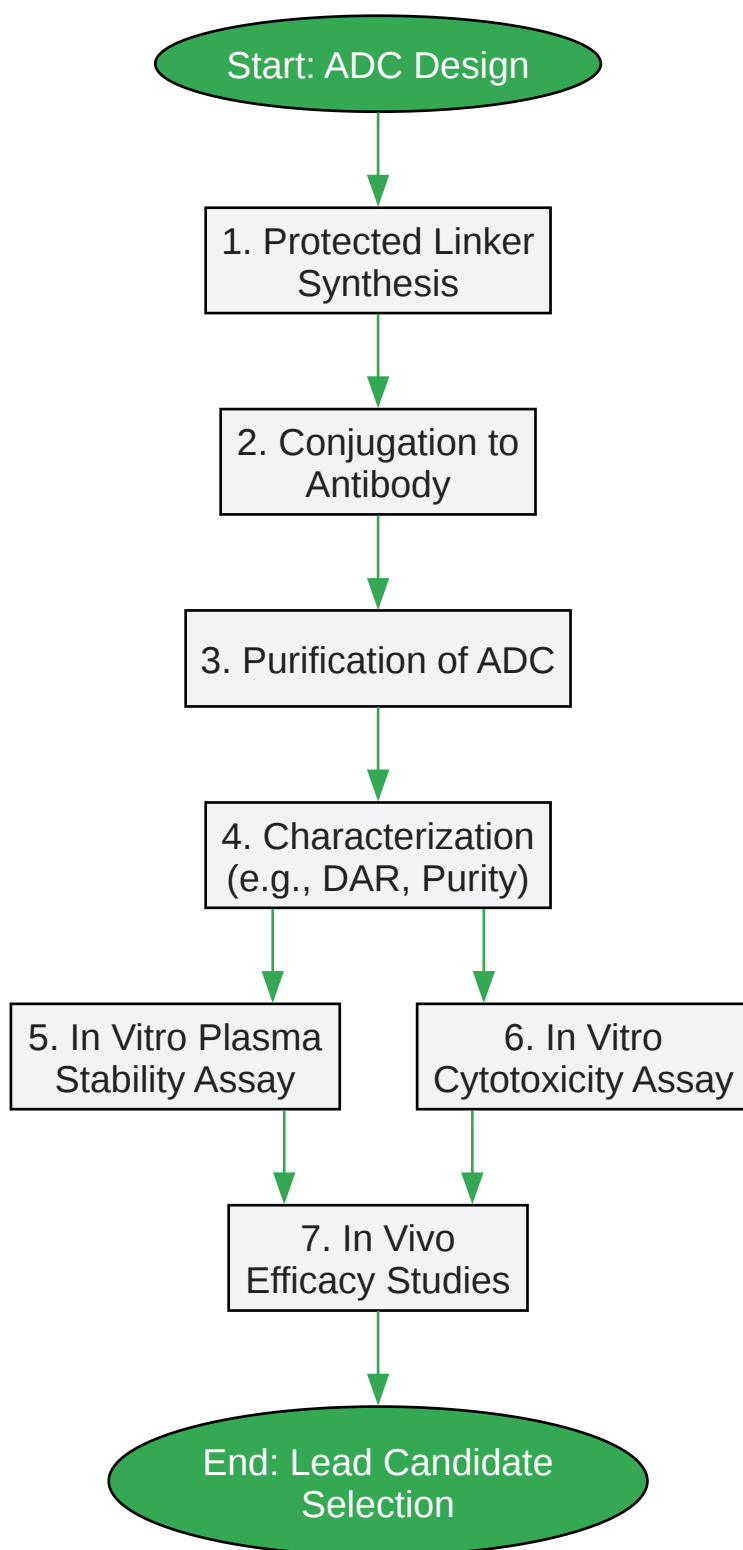 Start: ADC Design
1. Protected Linker
Synthesis
2. Conjugation to
Antibody
3. Purification of ADC
4. Characterization
(e.g., DAR, Purity)
5. In Vitro Plasma
Stability Assay
6. In Vitro
Cytotoxicity Assay
7. In Vivo
Efficacy Studies
End: Lead Candidate
Selection